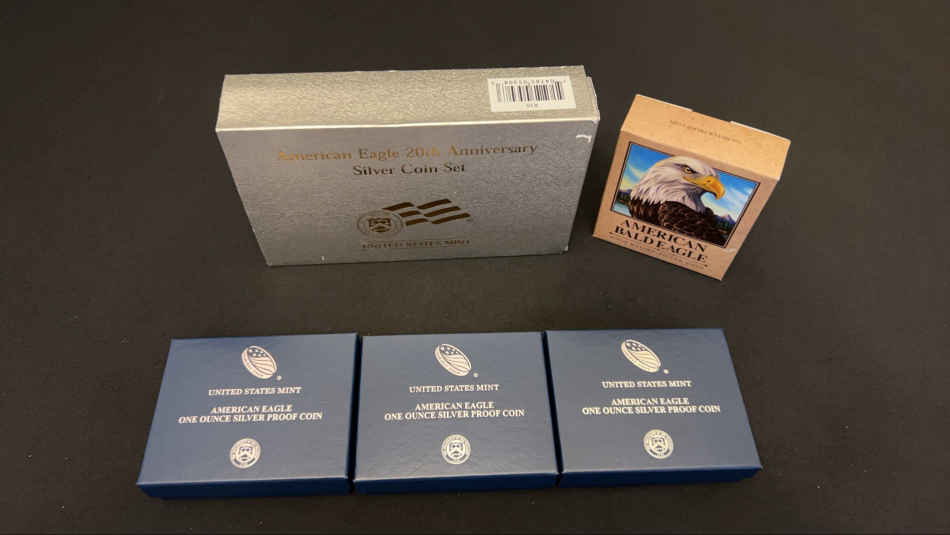 American Eagle 20th Anniversary
Silver Coin Set
UNITED STATES MINT
AMERICAN
BALD EAGLE
UNITED STATES MINT
AMERICAN EAGLE
ONE OUNCE SILVER PROOF COIN
UNITED STATES MINT
AMERICAN EAGLE
ONE OUNCE SILVER PROOF COIN
UNITED STATES MINT
AMERICAN EAGLE
ONE OUNCE SILVER PROOF COIN